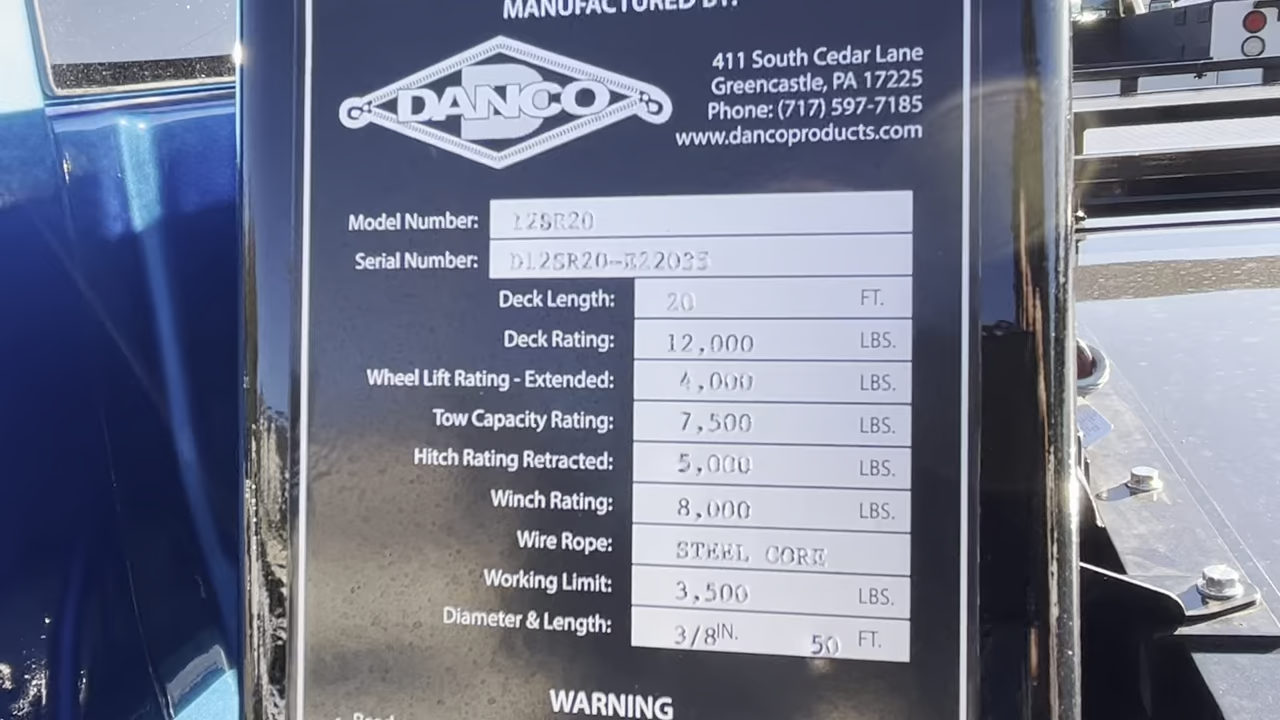 MANUFACTURED BY:
DANCO
411 South Cedar Lane
Greencastle, PA 17225
Phone: (717) 597-7185
www.dancoproducts.com
Model Number: 12SR20
Serial Number:
Deck Length: 20 FT.
Deck Rating: 12,000 LBS.
Wheel Lift Rating - Extended: 4,000 LBS.
Tow Capacity Rating: 7,500 LBS.
Hitch Rating Retracted: 5,000 LBS.
Winch Rating: 8,000 LBS.
Wire Rope: STEEL CORE
Working Limit: 3,500 LBS.
Diameter & Length: 3/8 IN. 50 FT.
WARNING